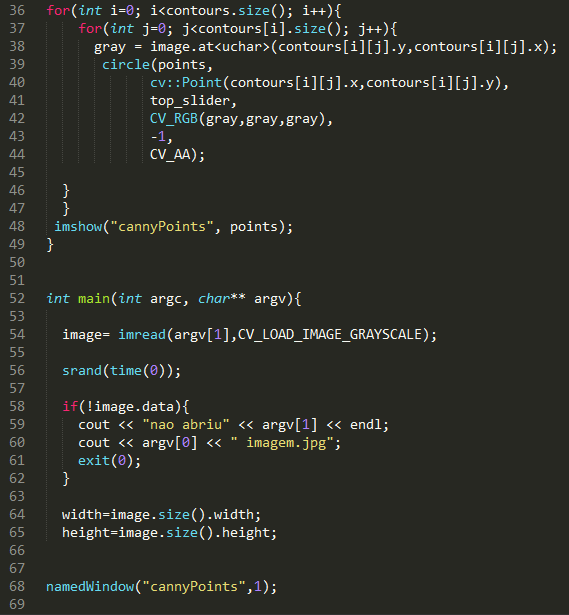 36 for(int i=0; i<contours.size(); i++){
37 for(int j=0; j<contours[i].size(); j++){
38 gray = image.at<uchar>(contours[i][j].y,contours[i][j].x);
39 circle(points,
40 cv::Point(contours[i][j].x,contours[i][j].y),
41 top_slider,
42 CV_RGB(gray,gray,gray),
43 -1,
44 CV_AA);
45
46 }
47 }
48 imshow("cannyPoints", points);
49 }
50
51
52 int main(int argc, char** argv){
53
54 image= imread(argv[1],CV_LOAD_IMAGE_GRAYSCALE);
55
56 srand(time(0));
57
58 if(!image.data){
59 cout << "nao abriu" << argv[1] << endl;
60 cout << argv[0] << " imagem.jpg";
61 exit(0);
62 }
63
64 width=image.size().width;
65 height=image.size().height;
66
67
68 namedWindow("cannyPoints",1);
69